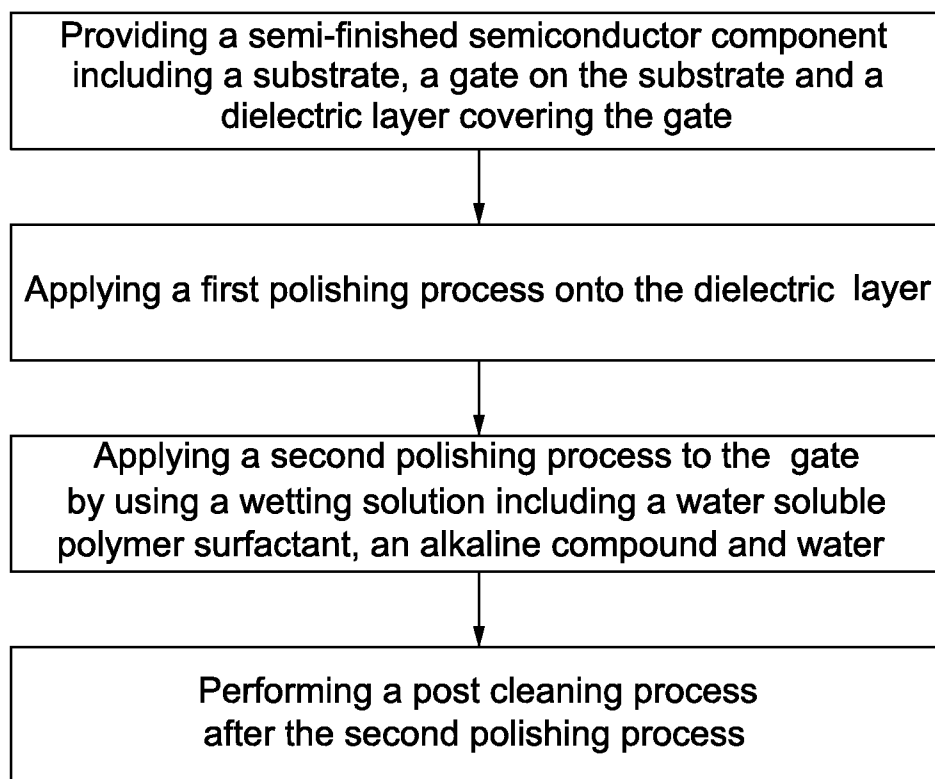 Providing a semi-finished semiconductor component
including a substrate, a gate on the substrate and a
dielectric layer covering the gate
Applying a first polishing process onto the dielectric layer
Applying a second polishing process to the gate
by using a wetting solution including a water soluble
polymer surfactant, an alkaline compound and water
Performing a post cleaning process
after the second polishing process